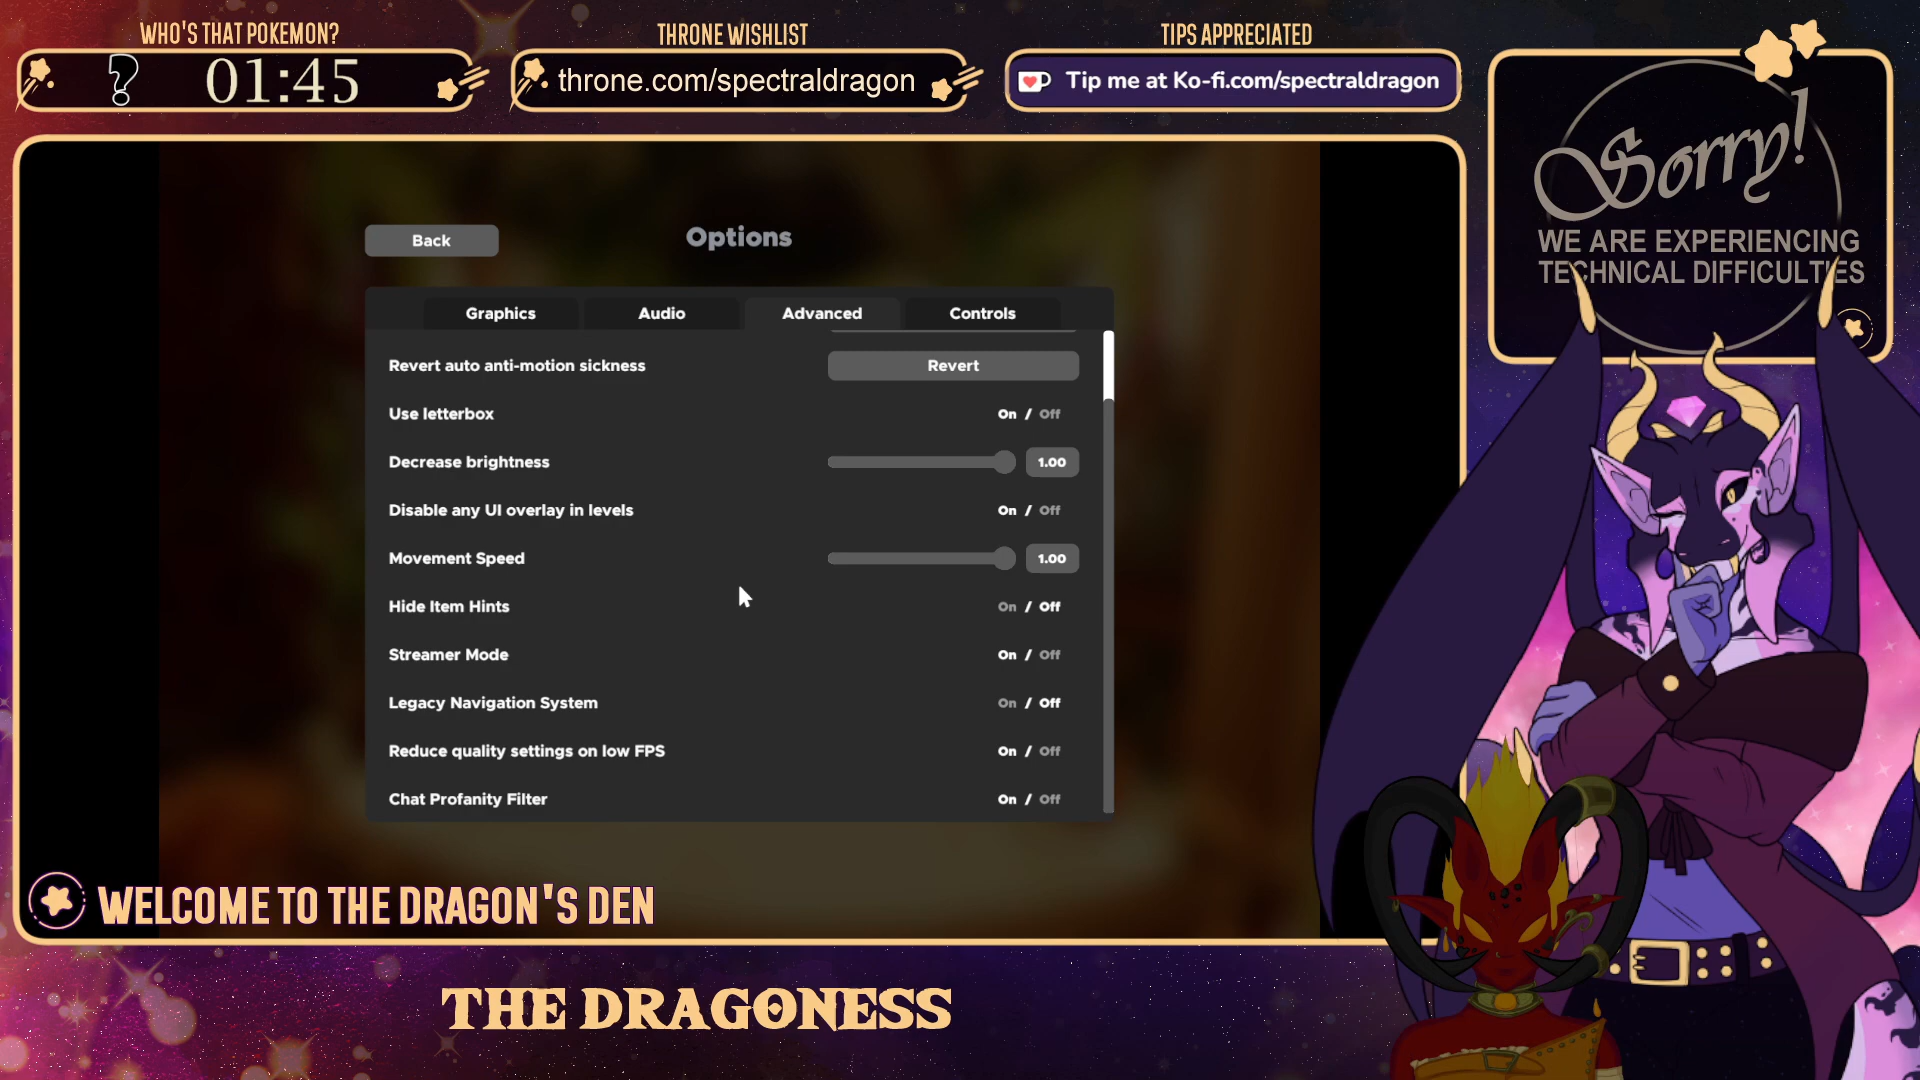 WHO'S THAT POKEMON?
THRONE WISHLIST
TIPS APPRECIATED
? 01:45
throne.com/spectraldragon
Tip me at Ko-fi.com/spectraldragon
Sorry!
WE ARE EXPERIENCING
TECHNICAL DIFFICULTIES
Back
Options
Graphics Audio Advanced Controls
Revert auto anti-motion sickness Revert
Use letterbox On / Off
Decrease brightness 1.00
Disable any UI overlay in levels On / Off
Movement Speed 1.00
Hide Item Hints On / Off
Streamer Mode On / Off
Legacy Navigation System On / Off
Reduce quality settings on low FPS On / Off
Chat Profanity Filter On / Off
WELCOME TO THE DRAGON'S DEN
THE DRAGONESS